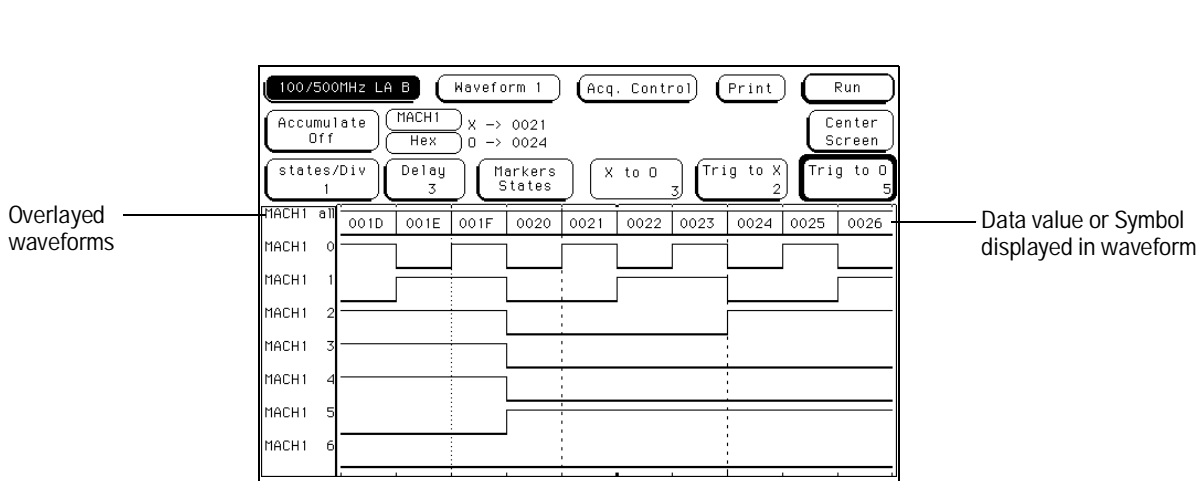 100/500MHz LA B Waveform 1 Acq. Control Print Run
Accumulate Off MACH1 X -> 0021 Center Screen
Hex O -> 0024
states/Div 1 Delay 3 Markers States X to O 3 Trig to X 2 Trig to O 5
Overlayed waveforms
MACH1 all 001D 001E 001F 0020 0021 0022 0023 0024 0025 0026
Data value or Symbol displayed in waveform
MACH1 0
MACH1 1
MACH1 2
MACH1 3
MACH1 4
MACH1 5
MACH1 6